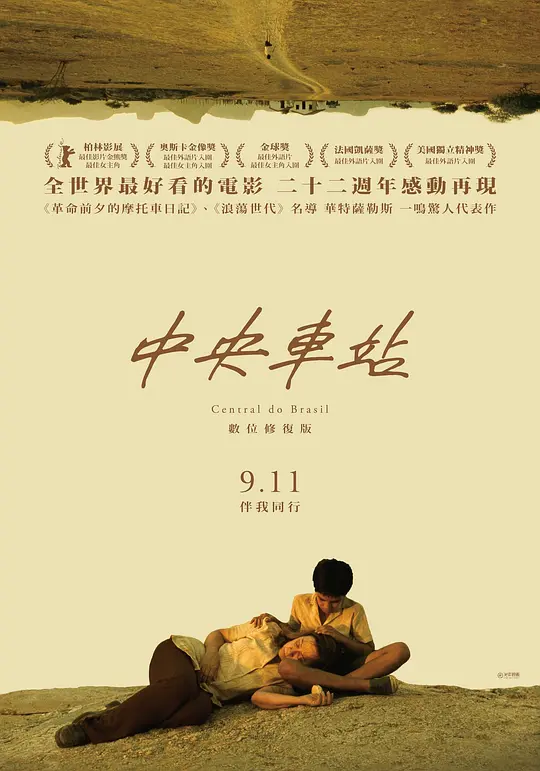 柏林影展
最佳影片金熊獎
最佳女主角
奧斯卡金像獎
最佳外語片入圍
最佳女主角入圍
金球獎
最佳外語片
最佳女主角入圍
法國凱薩獎
最佳外語片入圍
美國獨立精神獎
最佳外語片入圍
全世界最好看的電影 二十二週年感動再現
《革命前夕的摩托車日記》、《浪蕩世代》名導 華特薩勒斯 一鳴驚人代表作
中央車站
Central do Brasil
數位修復版
9.11
伴我同行